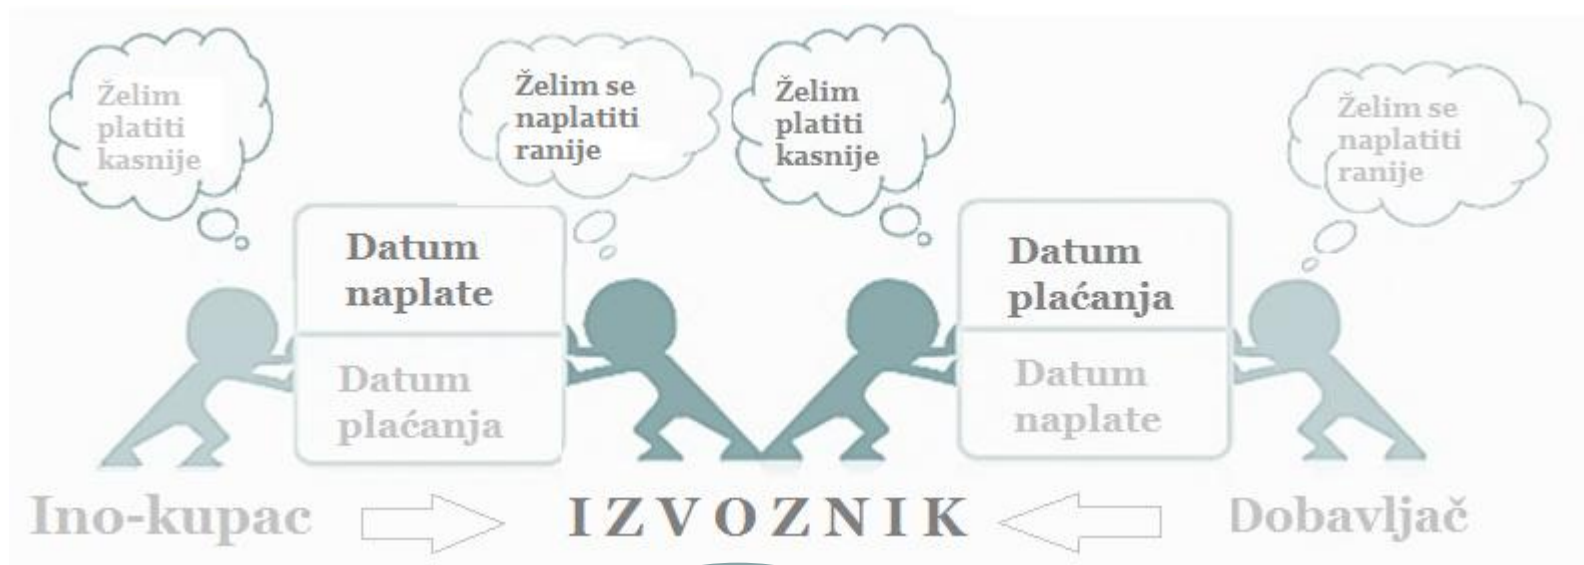 Želim
platiti
kasnije
Želim se
naplatiti
ranije
Želim
platiti
kasnije
Želim se
naplatiti
ranije
Datum
naplate
Datum
plaćanja
Datum
plaćanja
Datum
naplate
Ino-kupac
IZVOZNIK
Dobavljač